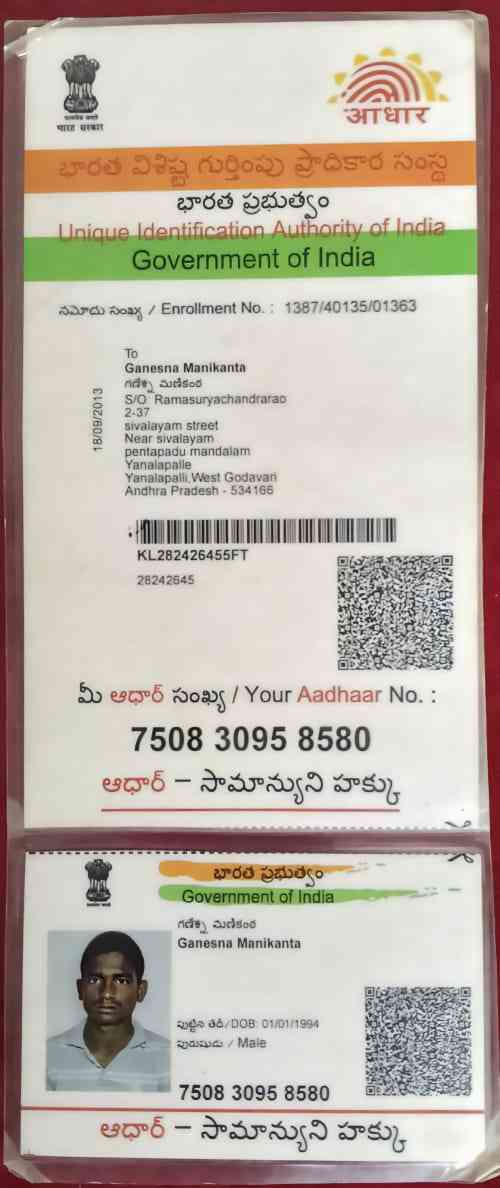 भारत सरकार
आधार
భారత విశిష్ట గుర్తింపు ప్రాధికార సంస్థ
భారత ప్రభుత్వం
Unique Identification Authority of India
Government of India
నమోదు సంఖ్య / Enrollment No. : 1387/40135/01363
18/09/2013
To
Ganesna Manikanta
గణేశ్న మణికంఠ
S/O Ramasuryachandrarao
2-37
sivalayam street
Near sivalayam
pentapadu mandalam
Yanalapalle
Yanalapalli,West Godavari
Andhra Pradesh - 534166
KL282426455FT
28242645
మీ ఆధార్ సంఖ్య / Your Aadhaar No. :
7508 3095 8580
ఆధార్ – సామాన్యుని హక్కు
భారత ప్రభుత్వం
Government of India
గణేశ్న మణికంఠ
Ganesna Manikanta
పుట్టిన తేదీ/DOB: 01/01/1994
పురుషుడు / Male
7508 3095 8580
ఆధార్ – సామాన్యుని హక్కు